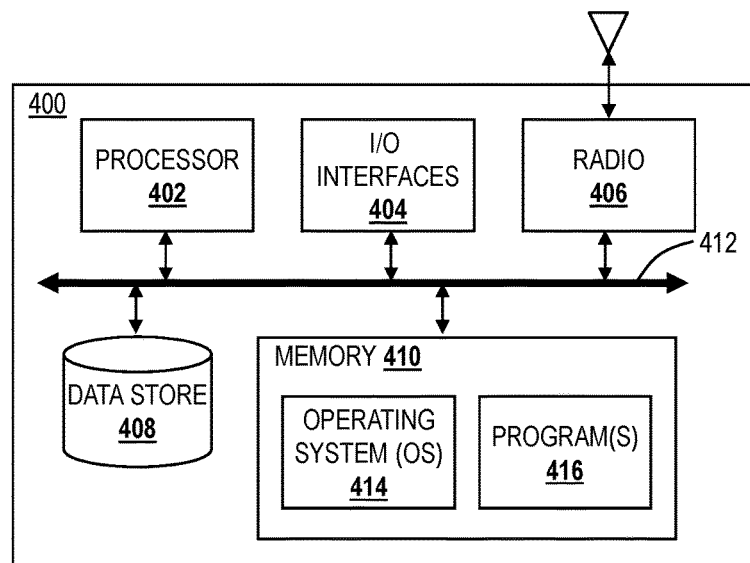 400
PROCESSOR
402
I/O
INTERFACES
404
RADIO
406
412
DATA STORE
408
MEMORY 410
OPERATING
SYSTEM (OS)
414
PROGRAM(S)
416